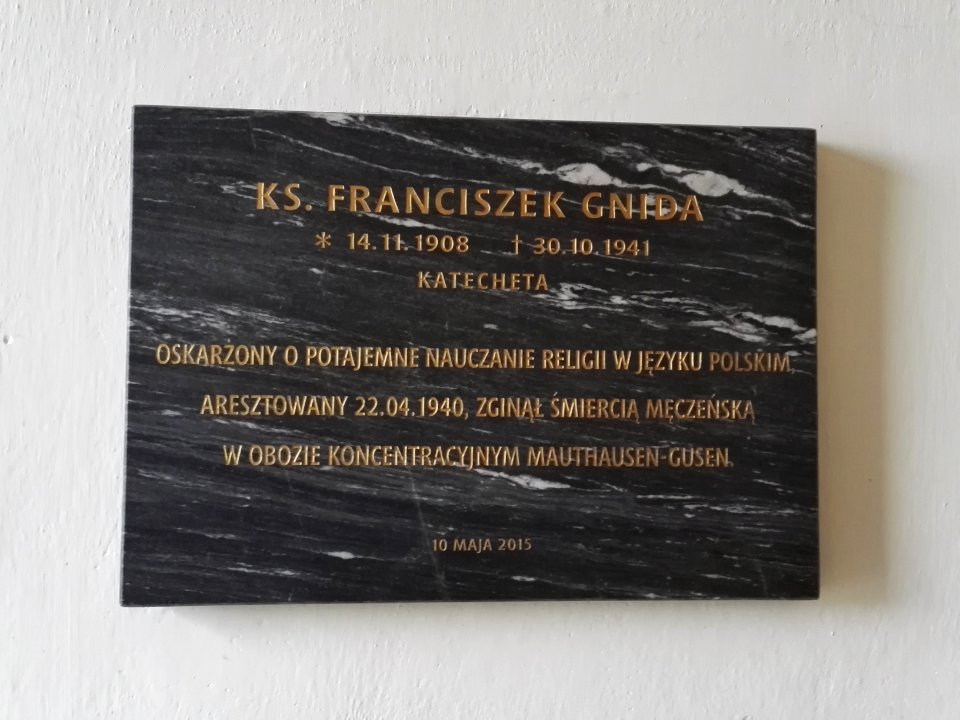 KS. FRANCISZEK GNIDA
* 14.11.1908 † 30.10.1941
KATECHETA
OSKARŻONY O POTAJEMNE NAUCZANIE RELIGII W JĘZYKU POLSKIM,
ARESZTOWANY 22.04.1940, ZGINĄŁ ŚMIERCIĄ MĘCZEŃSKĄ
W OBOZIE KONCENTRACYJNYM MAUTHAUSEN-GUSEN.
10 MAJA 2015